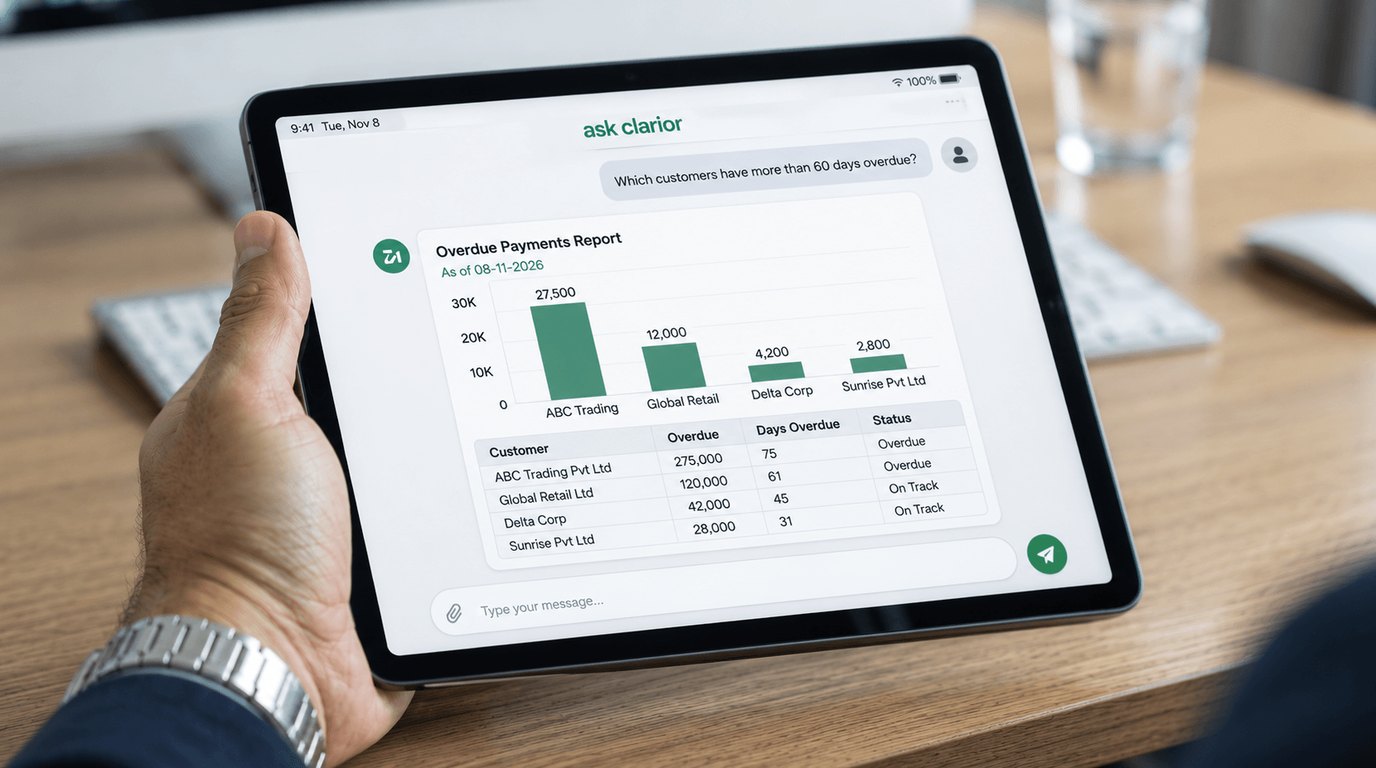 9:41 Tue, Nov 8
100%
ask clarior
Which customers have more than 60 days overdue?
Overdue Payments Report
As of 08-11-2026
30K
20K
10K
0
27,500
12,000
4,200
2,800
ABC Trading
Global Retail
Delta Corp
Sunrise Pvt Ltd
Customer Overdue Days Overdue Status
ABC Trading Pvt Ltd 275,000 75 Overdue
Global Retail Ltd 120,000 61 Overdue
Delta Corp 42,000 45 On Track
Sunrise Pvt Ltd 28,000 31 On Track
Type your message...